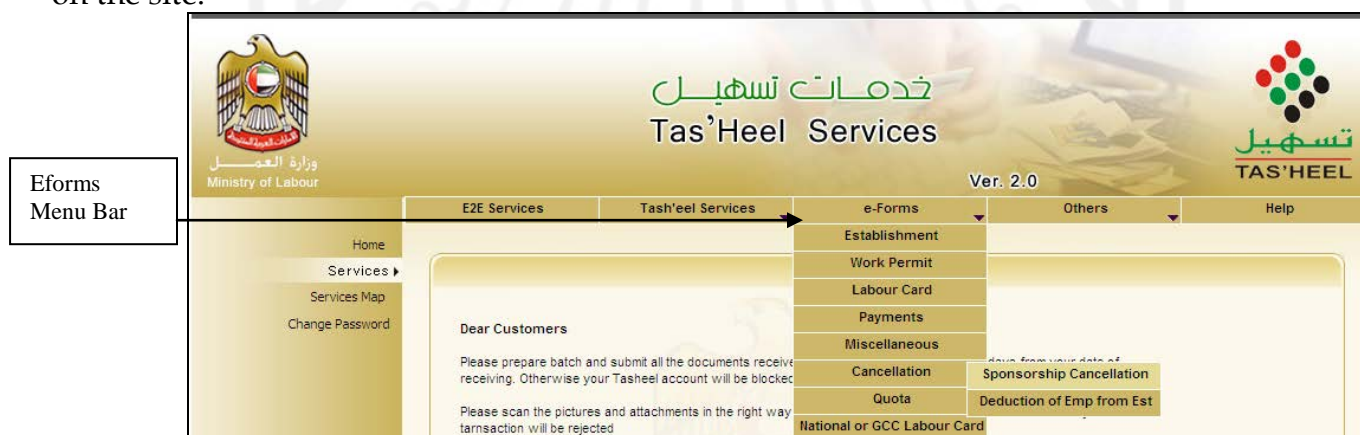 on the site.
خدمات تسهيل
Tas'Heel Services
وزارة العمل
Ministry of Labour
تسهيل
TAS'HEEL
Ver. 2.0
Eforms
Menu Bar
E2E Services
Tash'eel Services
e-Forms
Others
Help
Home
Services
Services Map
Change Password
Establishment
Work Permit
Labour Card
Payments
Miscellaneous
Cancellation
Quota
National or GCC Labour Card
Sponsorship Cancellation
Deduction of Emp from Est
Dear Customers
Please prepare batch and submit all the documents receive days from your date of
receiving. Otherwise your Tasheel account will be blocked
Please scan the pictures and attachments in the right way
tarnsaction will be rejected